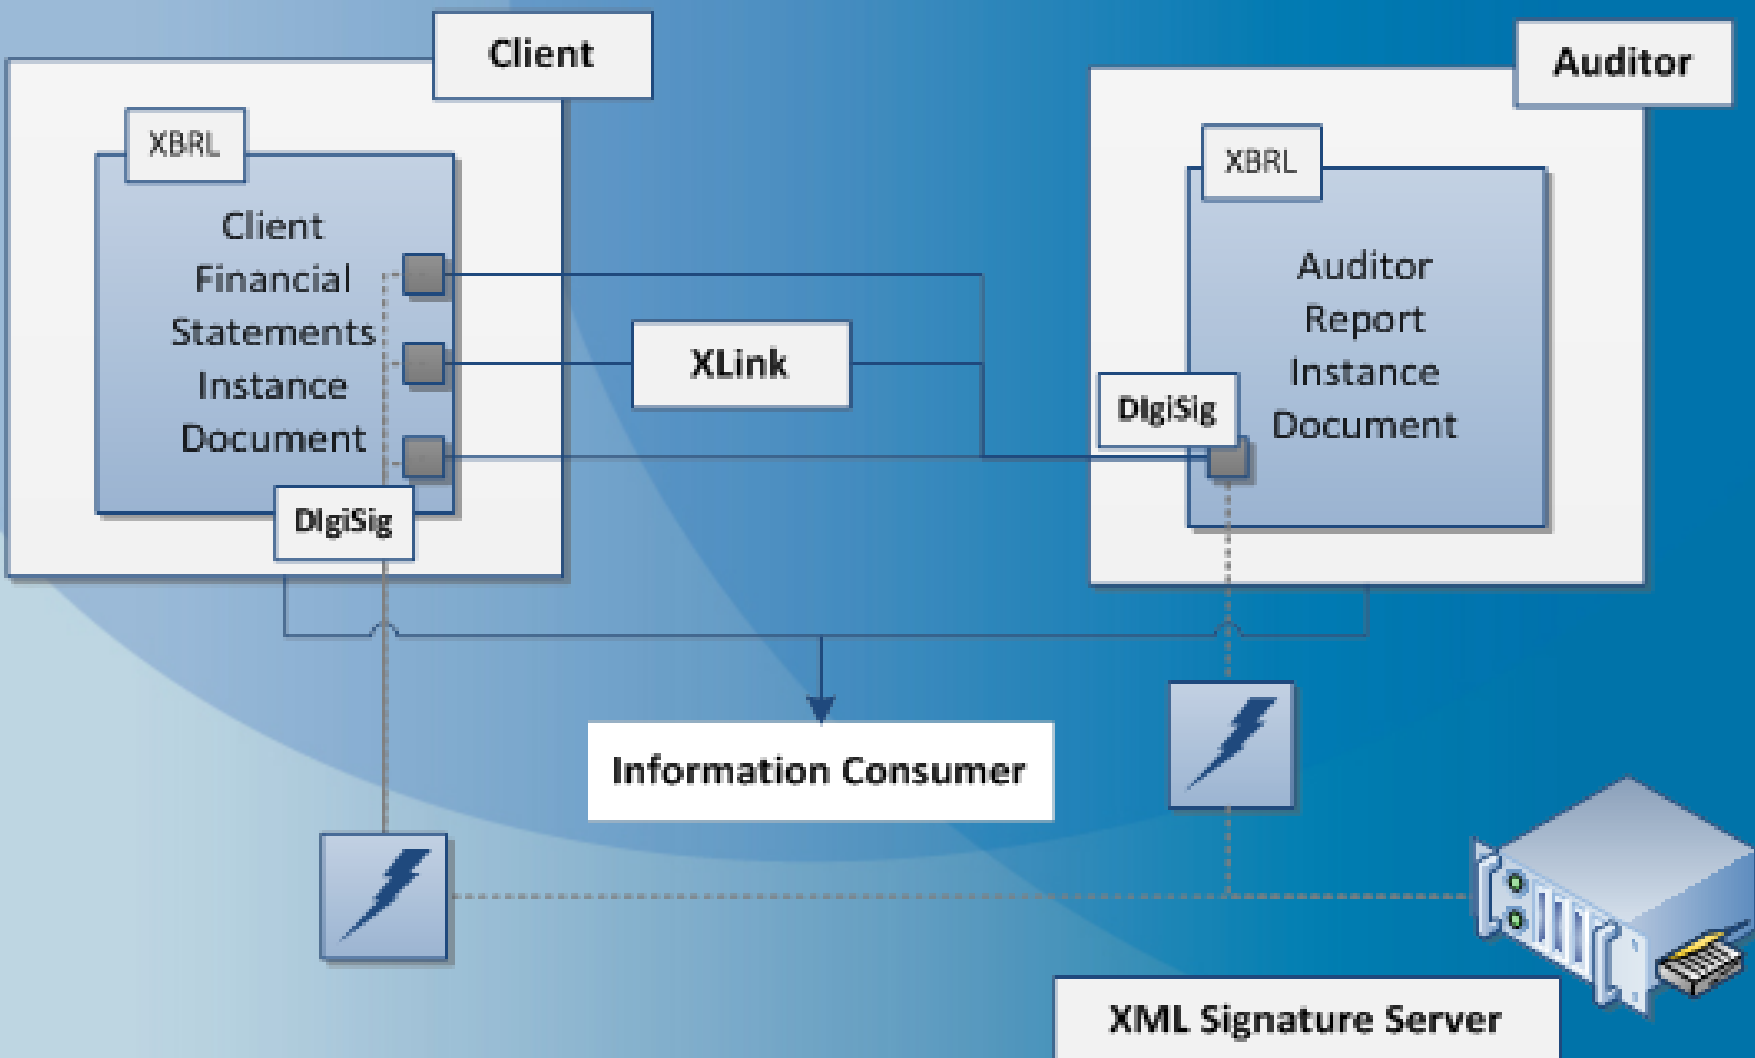 Client
Auditor
XBRL
Client
Financial
Statements
Instance
Document
DIgiSig
XLink
XBRL
Auditor
Report
Instance
Document
DIgiSig
Information Consumer
XML Signature Server